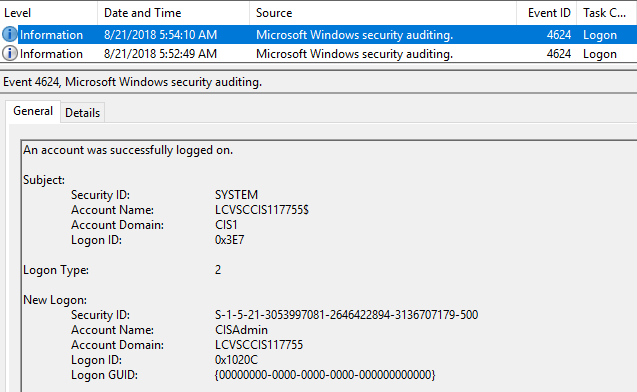 Level Date and Time Source Event ID Task C...
Information 8/21/2018 5:54:10 AM Microsoft Windows security auditing. 4624 Logon
Information 8/21/2018 5:52:49 AM Microsoft Windows security auditing. 4624 Logon
Event 4624, Microsoft Windows security auditing.
General Details
An account was successfully logged on.
Subject:
Security ID: SYSTEM
Account Name: LCVSCCIS117755$
Account Domain: CIS1
Logon ID: 0x3E7
Logon Type: 2
New Logon:
Security ID: S-1-5-21-3053997081-2646422894-3136707179-500
Account Name: CISAdmin
Account Domain: LCVSCCIS117755
Logon ID: 0x1020C
Logon GUID: {00000000-0000-0000-0000-000000000000}